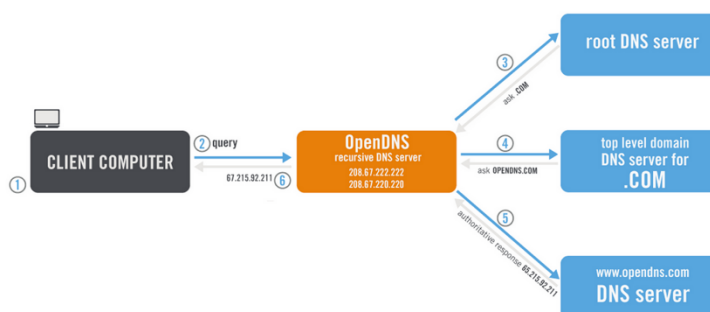 root DNS server
3
ask .COM
2 query
OpenDNS
recursive DNS server
208.67.222.222
208.67.220.220
4
top level domain
DNS server for
.COM
CLIENT COMPUTER
1
67.215.92.211 6
ask OPENDNS.COM
5
authoritative response 65.215.92.211
www.opendns.com
DNS server